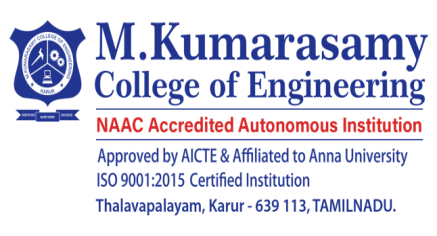 M.Kumarasamy
College of Engineering
NAAC Accredited Autonomous Institution
Approved by AICTE & Affiliated to Anna University
ISO 9001:2015 Certified Institution
Thalavapalayam, Karur - 639 113, TAMILNADU.
KARUR